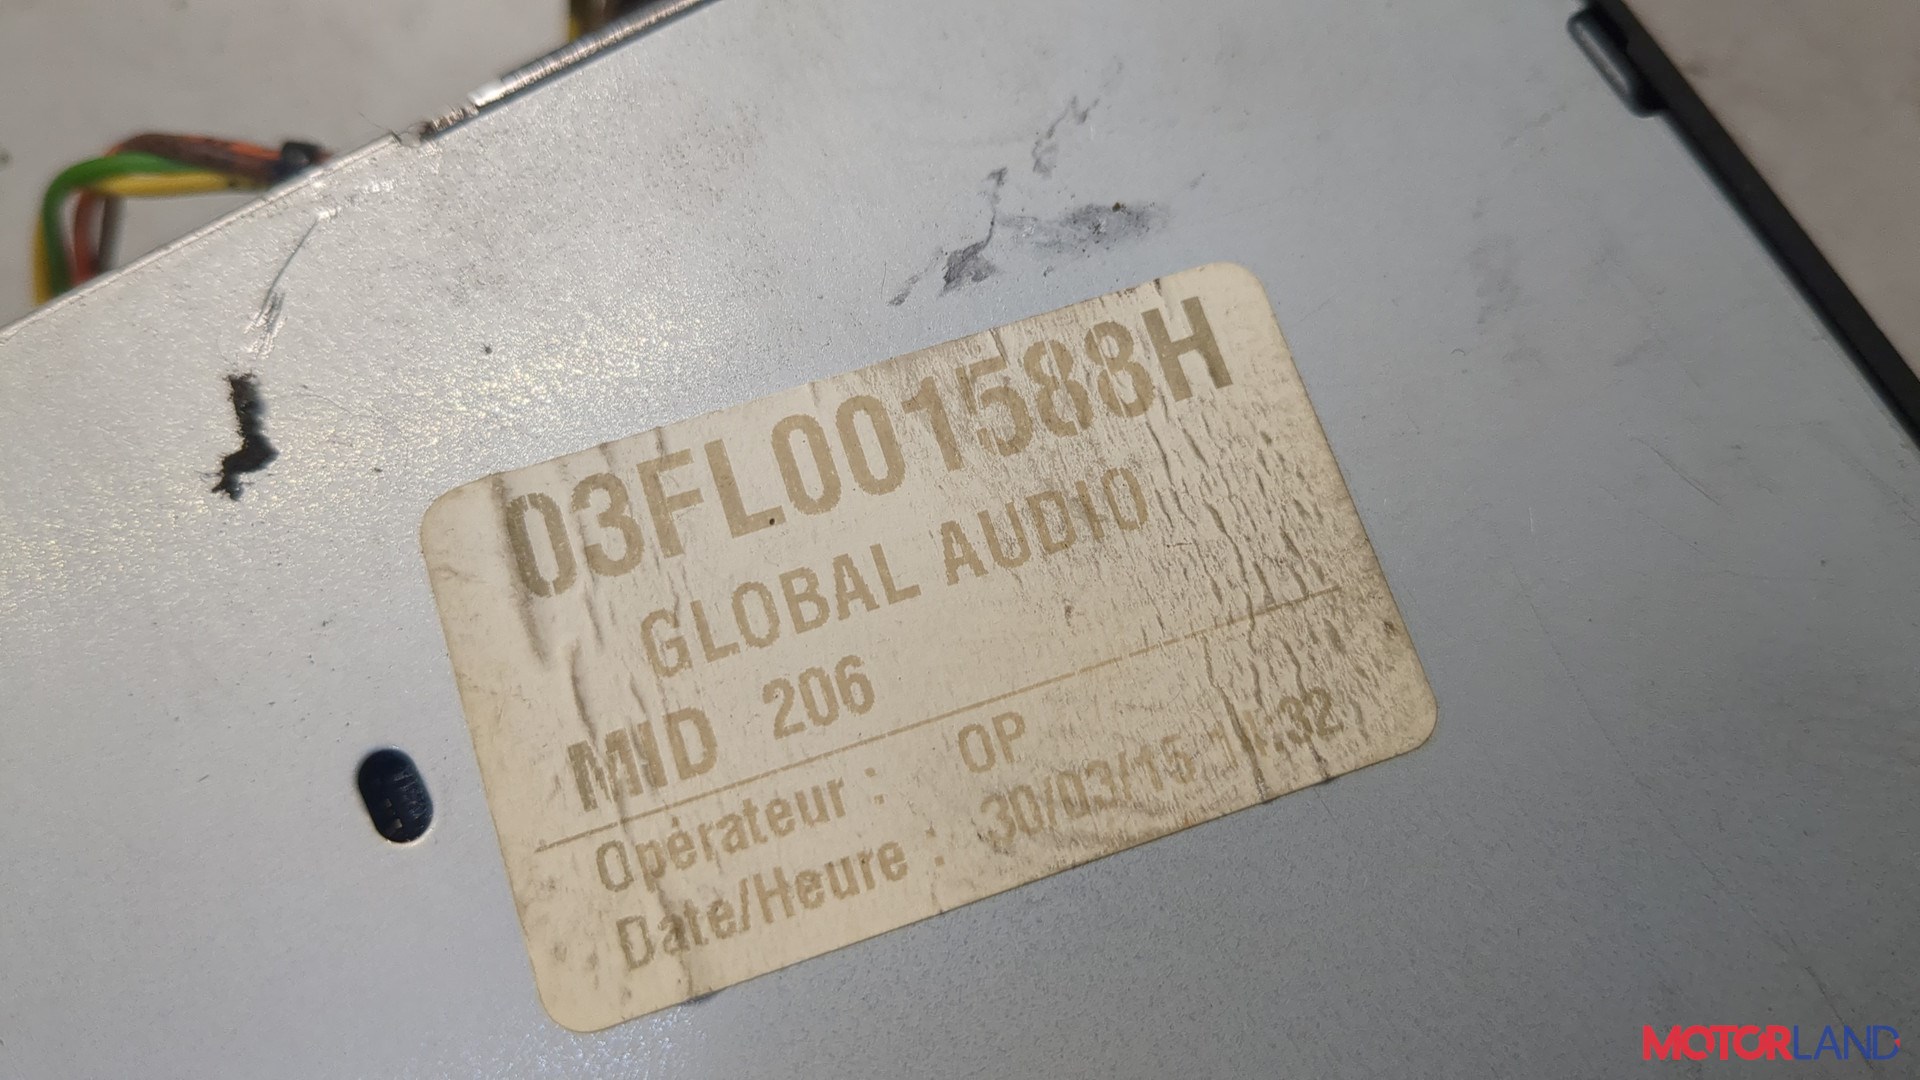 03FL001588H
GLOBAL AUDIO
MID 206
Opérateur : OP
Date/Heure : 30/03/15
MOTORLAND